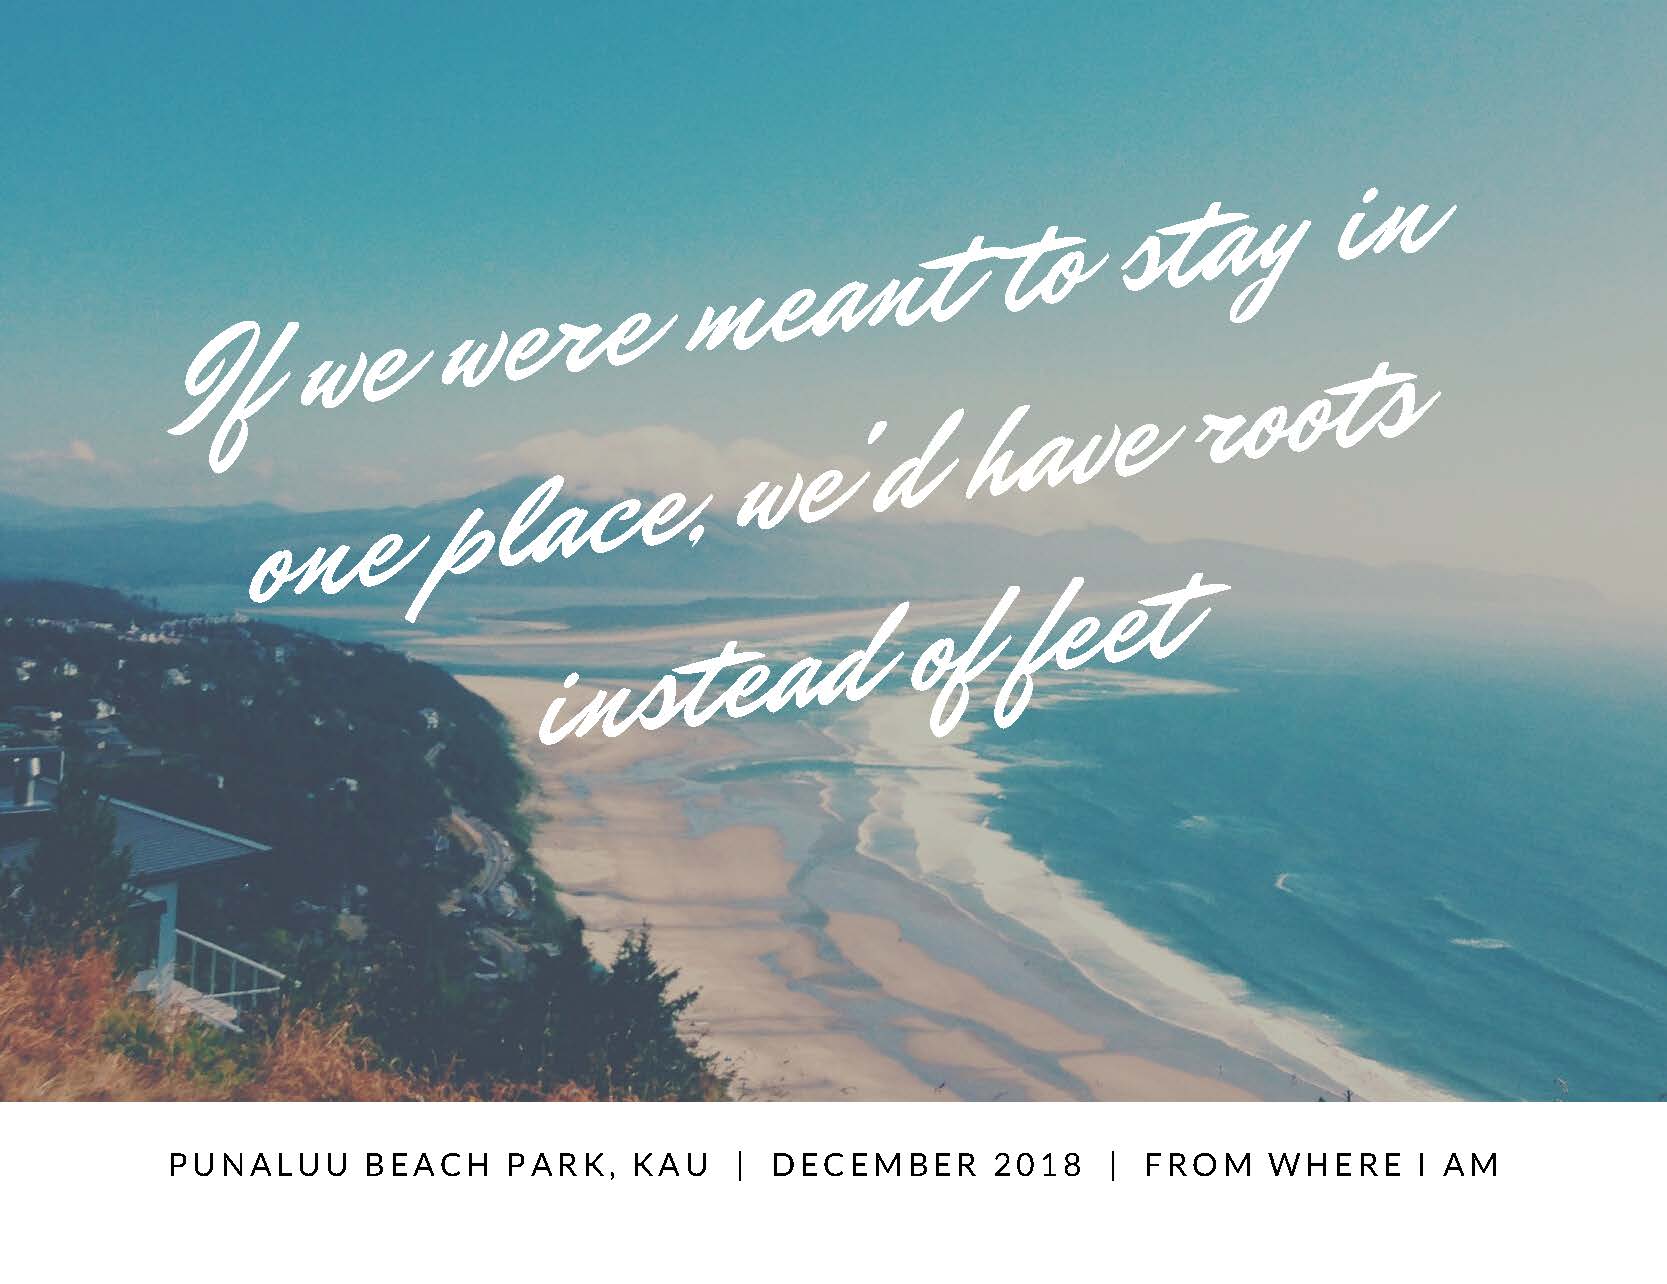 If we were meant to stay in
one place, we'd have roots
instead of feet
PUNALUU BEACH PARK, KAU | DECEMBER 2018 | FROM WHERE I AM